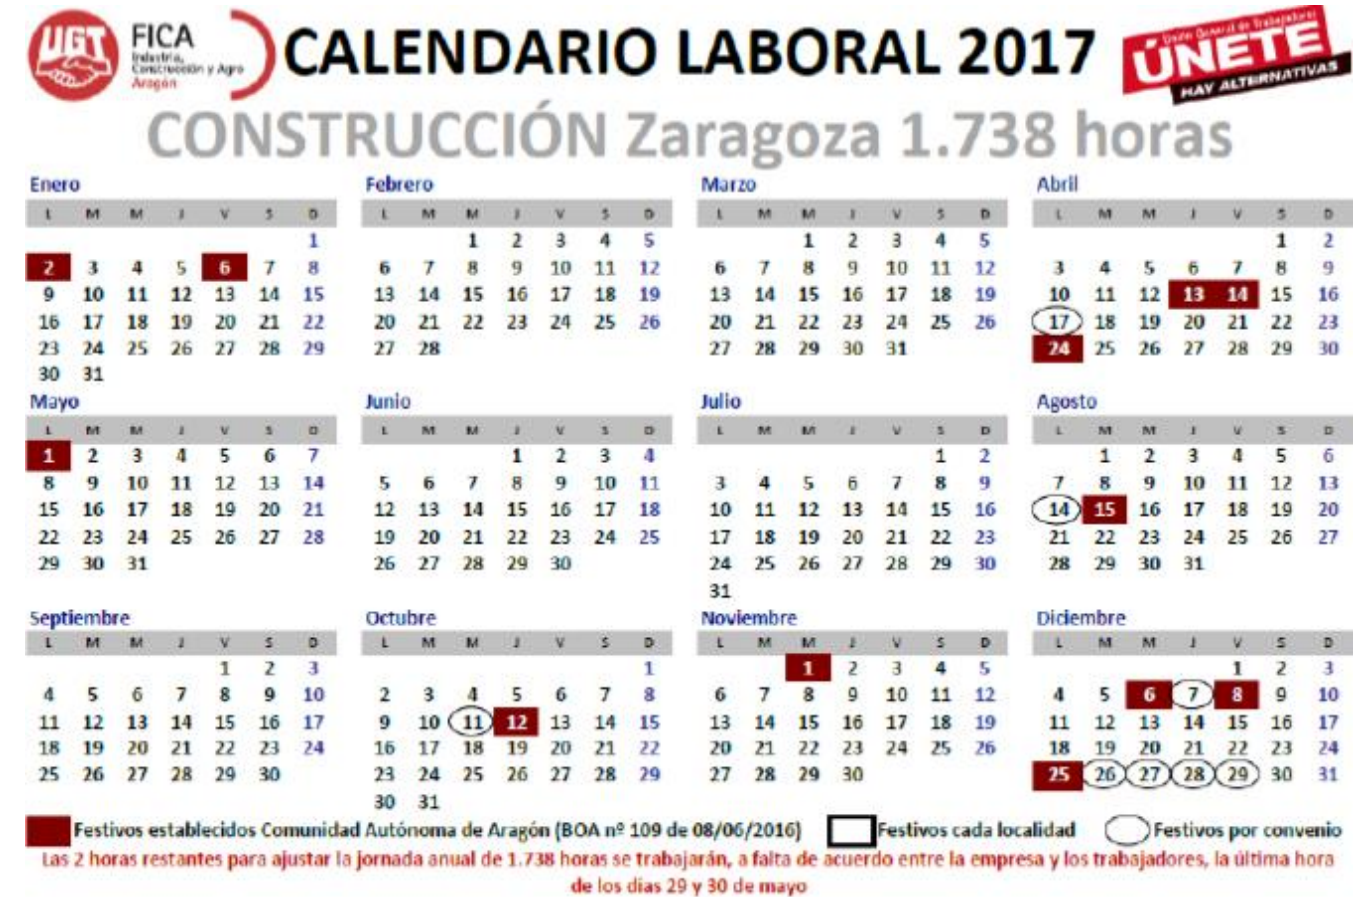 UGT FICA CALENDARIO LABORAL 2017 Unión General de Trabajadores
Industria,
Construcción y Agro
Aragón
ÚNETE
HAY ALTERNATIVAS
CONSTRUCCIÓN Zaragoza 1.738 horas
Enero Febrero Marzo Abril
L M M J V S D L M M J V S D L M M J V S D L M M J V S D
1 1 2 3 4 5 1 2 3 4 5 1 2
2 3 4 5 6 7 8 6 7 8 9 10 11 12 6 7 8 9 10 11 12 3 4 5 6 7 8 9
9 10 11 12 13 14 15 13 14 15 16 17 18 19 13 14 15 16 17 18 19 10 11 12 13 14 15 16
16 17 18 19 20 21 22 20 21 22 23 24 25 26 20 21 22 23 24 25 26 17 18 19 20 21 22 23
23 24 25 26 27 28 29 27 28 27 28 29 30 31 24 25 26 27 28 29 30
30 31
Mayo Junio Julio Agosto
L M M J V S D L M M J V S D L M M J V S D L M M J V S D
1 2 3 4 5 6 7 1 2 3 4 1 2 1 2 3 4 5 6
8 9 10 11 12 13 14 5 6 7 8 9 10 11 3 4 5 6 7 8 9 7 8 9 10 11 12 13
15 16 17 18 19 20 21 12 13 14 15 16 17 18 10 11 12 13 14 15 16 14 15 16 17 18 19 20
22 23 24 25 26 27 28 19 20 21 22 23 24 25 17 18 19 20 21 22 23 21 22 23 24 25 26 27
29 30 31 26 27 28 29 30 24 25 26 27 28 29 30 28 29 30 31
31
Septiembre Octubre Noviembre Diciembre
L M M J V S D L M M J V S D L M M J V S D L M M J V S D
1 2 3 1 1 2 3 4 5 1 2 3
4 5 6 7 8 9 10 2 3 4 5 6 7 8 6 7 8 9 10 11 12 4 5 6 7 8 9 10
11 12 13 14 15 16 17 9 10 11 12 13 14 15 13 14 15 16 17 18 19 11 12 13 14 15 16 17
18 19 20 21 22 23 24 16 17 18 19 20 21 22 20 21 22 23 24 25 26 18 19 20 21 22 23 24
25 26 27 28 29 30 23 24 25 26 27 28 29 27 28 29 30 25 26 27 28 29 30 31
30 31
Festivos establecidos Comunidad Autónoma de Aragón (BOA nº 109 de 08/06/2016) Festivos cada localidad Festivos por convenio
Las 2 horas restantes para ajustar la jornada anual de 1.738 horas se trabajarán, a falta de acuerdo entre la empresa y los trabajadores, la última hora
de los días 29 y 30 de mayo